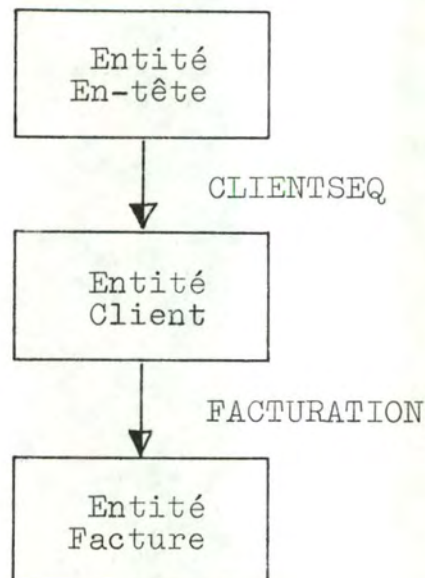 Entité
En-tête
CLIENTSEQ
Entité
Client
FACTURATION
Entité
Facture